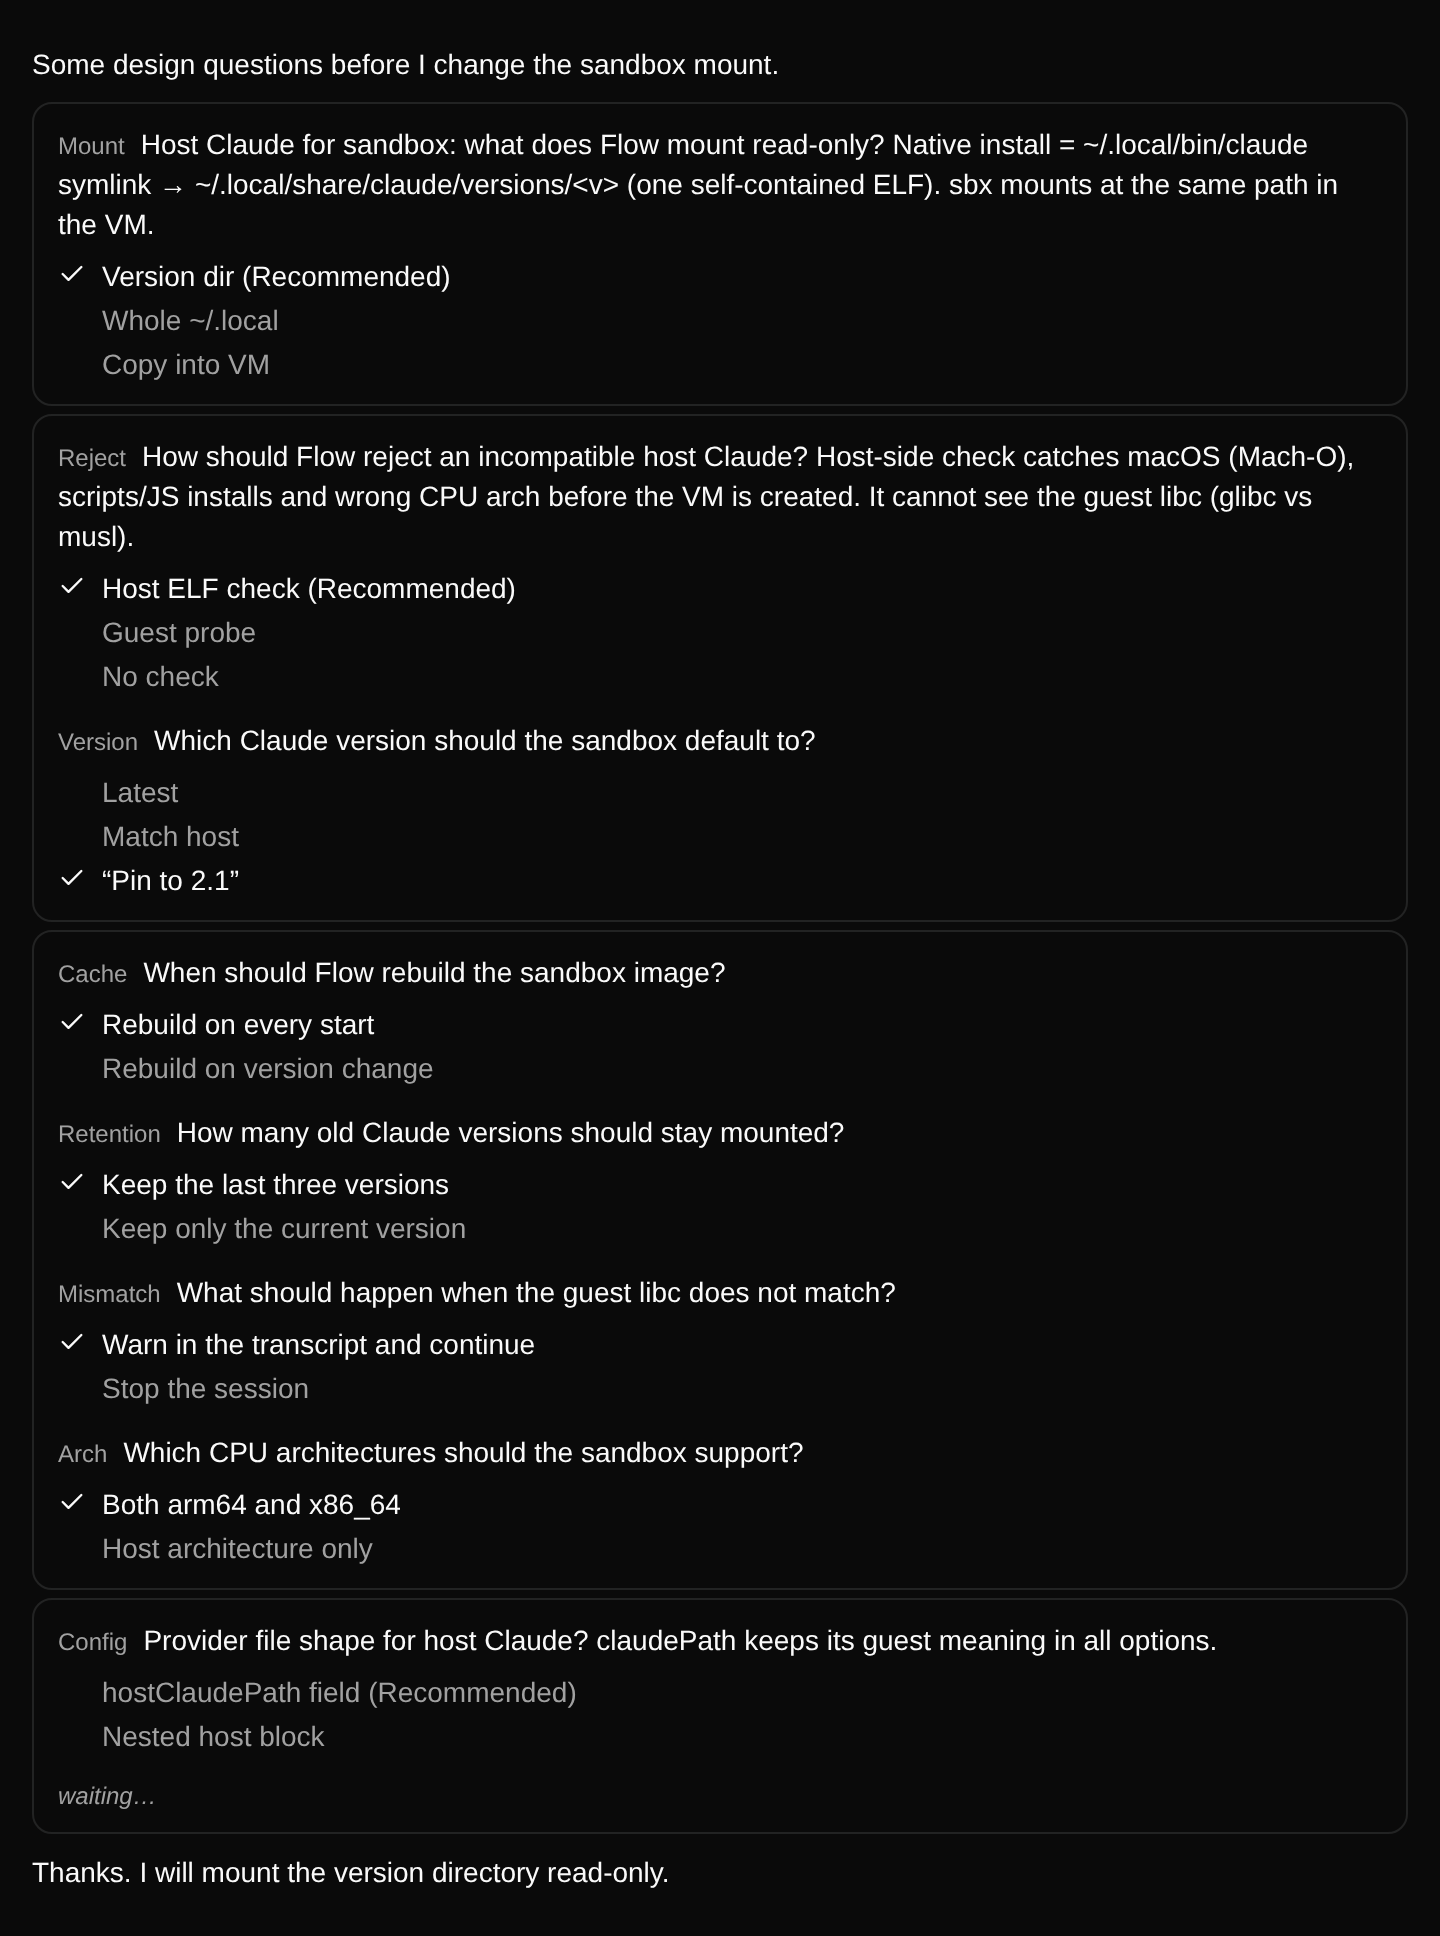 Some design questions before I change the sandbox mount.
Mount Host Claude for sandbox: what does Flow mount read-only? Native install = ~/.local/bin/claude
symlink → ~/.local/share/claude/versions/<v> (one self-contained ELF). sbx mounts at the same path in
the VM.
✓ Version dir (Recommended)
Whole ~/.local
Copy into VM
Reject How should Flow reject an incompatible host Claude? Host-side check catches macOS (Mach-O),
scripts/JS installs and wrong CPU arch before the VM is created. It cannot see the guest libc (glibc vs
musl).
✓ Host ELF check (Recommended)
Guest probe
No check
Version Which Claude version should the sandbox default to?
Latest
Match host
✓ “Pin to 2.1”
Cache When should Flow rebuild the sandbox image?
✓ Rebuild on every start
Rebuild on version change
Retention How many old Claude versions should stay mounted?
✓ Keep the last three versions
Keep only the current version
Mismatch What should happen when the guest libc does not match?
✓ Warn in the transcript and continue
Stop the session
Arch Which CPU architectures should the sandbox support?
✓ Both arm64 and x86_64
Host architecture only
Config Provider file shape for host Claude? claudePath keeps its guest meaning in all options.
hostClaudePath field (Recommended)
Nested host block
waiting…
Thanks. I will mount the version directory read-only.